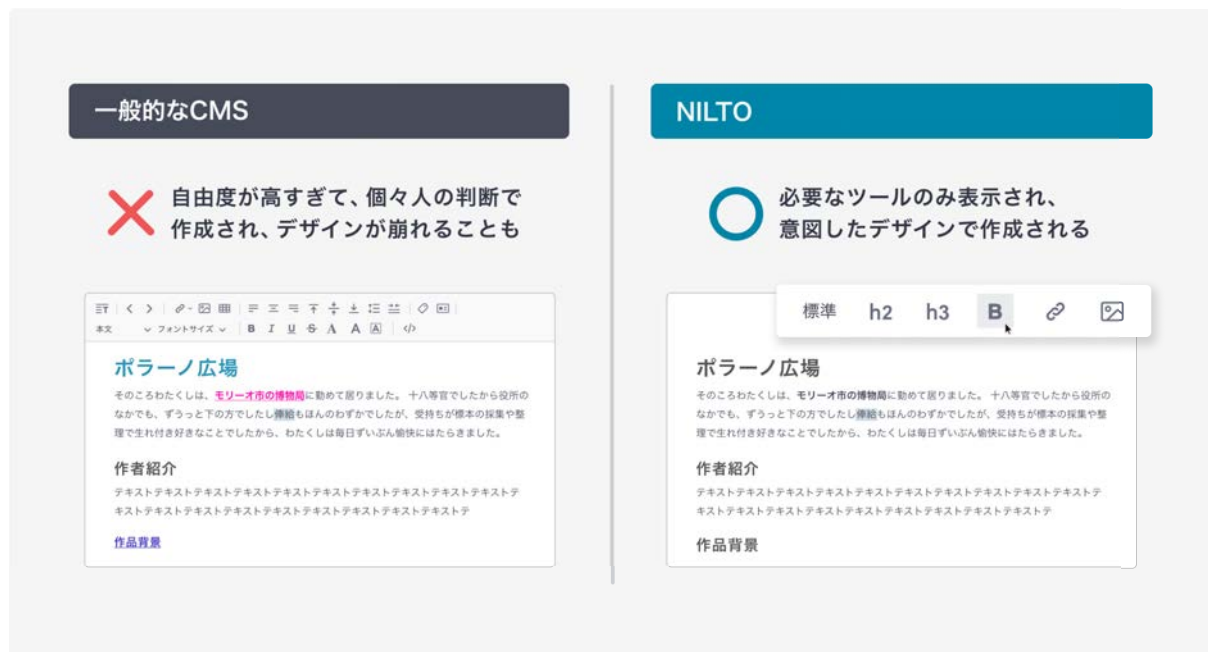 一般的なCMS
自由度が高すぎて、個々人の判断で
作成され、デザインが崩れることも
本文 フォントサイズ B I U S A A A </>
ポラーノ広場
そのころわたくしは、モリーオ市の博物局に勤めて居りました。 十八等官でしたから役所の
なかでも、ずうっと下の方でしたし俸給もほんのわずかでしたが、受持ちが標本の採集や整
理で生れ付き好きなことでしたから、わたくしは毎日ずいぶん愉快にはたらきました。
作者紹介
テキストテキストテキストテキストテキストテキストテキストテキストテキストテキストテ
キストテキストテキストテキストテキストテキストテキストテキストテキストテ
作品背景
NILTO
必要なツールのみ表示され、
意図したデザインで作成される
標準 h2 h3 B
ポラーノ広場
そのころわたくしは、モリーオ市の博物局に勤めて居りました。 十八等官でしたから役所の
なかでも、ずうっと下の方でしたし俸給もほんのわずかでしたが、受持ちが標本の採集や整
理で生れ付き好きなことでしたから、わたくしは毎日ずいぶん愉快にはたらきました。
作者紹介
テキストテキストテキストテキストテキストテキストテキストテキストテキストテキストテ
キストテキストテキストテキストテキストテキストテキストテキストテキストテ
作品背景